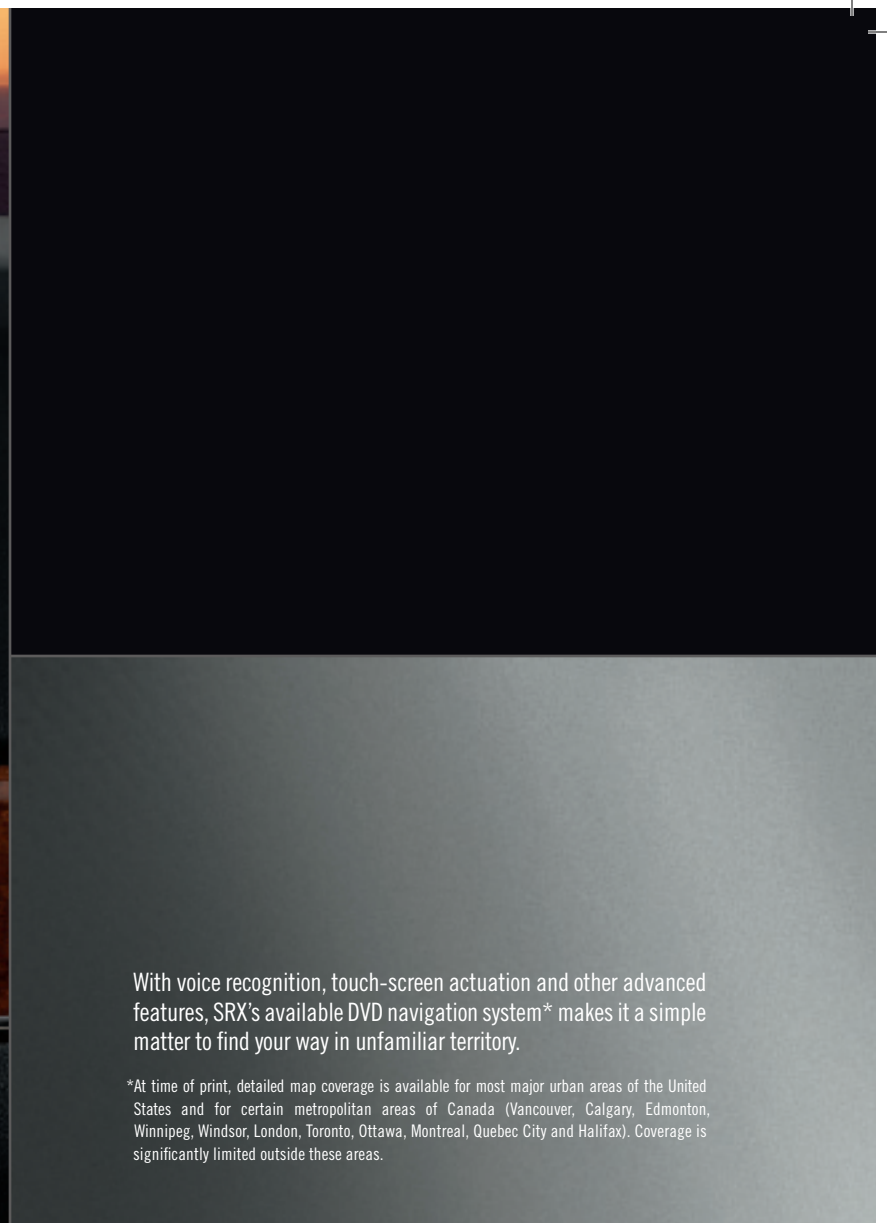 With voice recognition, touch-screen actuation and other advanced
features, SRX’s available DVD navigation system* makes it a simple
matter to find your way in unfamiliar territory.
*At time of print, detailed map coverage is available for most major urban areas of the United
States and for certain metropolitan areas of Canada (Vancouver, Calgary, Edmonton,
Winnipeg, Windsor, London, Toronto, Ottawa, Montreal, Quebec City and Halifax). Coverage is
significantly limited outside these areas.